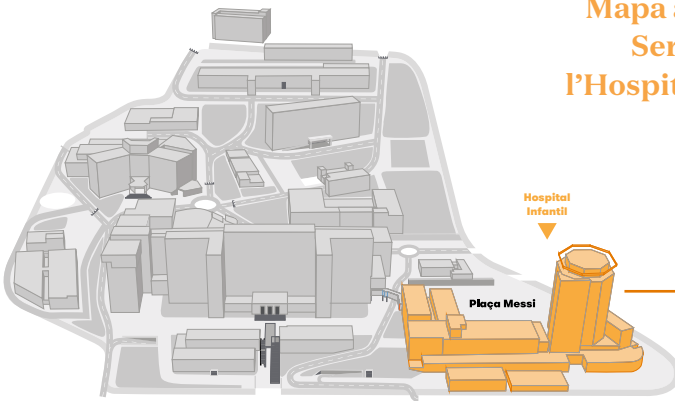 Mapa
Ser
l’Hospit
Hospital
Infantil
Plaça Messi